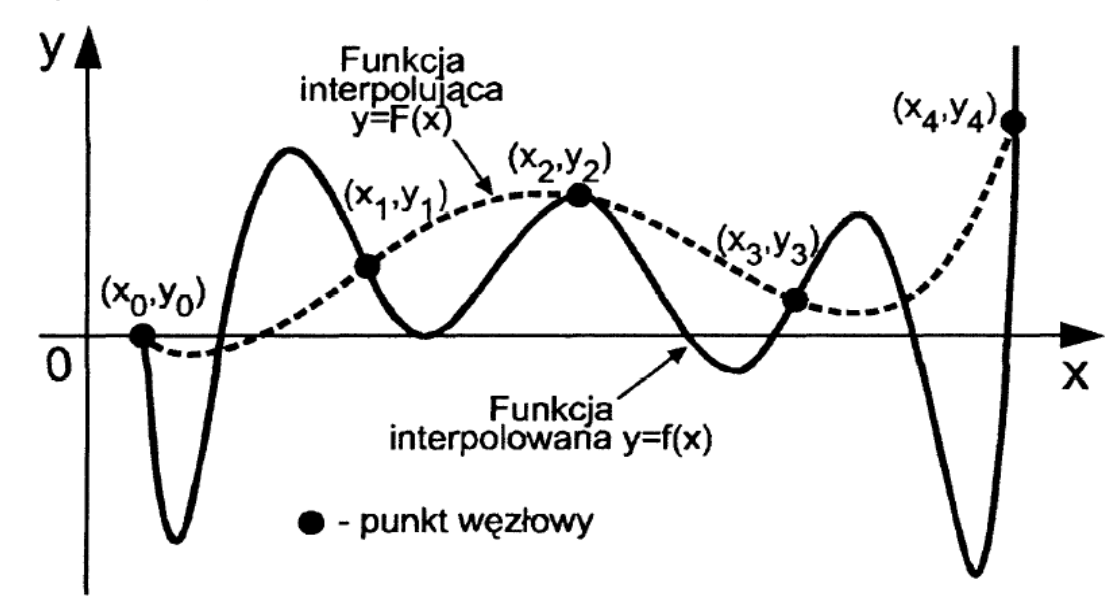 y
Funkcja
interpolująca
y=F(x)
(x₄,y₄)
(x₂,y₂)
(x₁,y₁)
(x₃,y₃)
(x₀,y₀)
0
x
Funkcja
interpolowana y=f(x)
● - punkt węzłowy